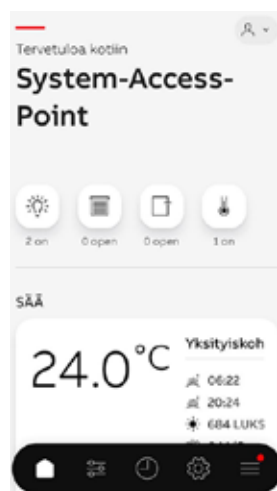 Tervetuloa kotiin
System-Access-
Point
2 on
0 open
0 open
1 on
SÄÄ
24.0°C
Yksityiskoh
06:22
20:24
684 LUKS